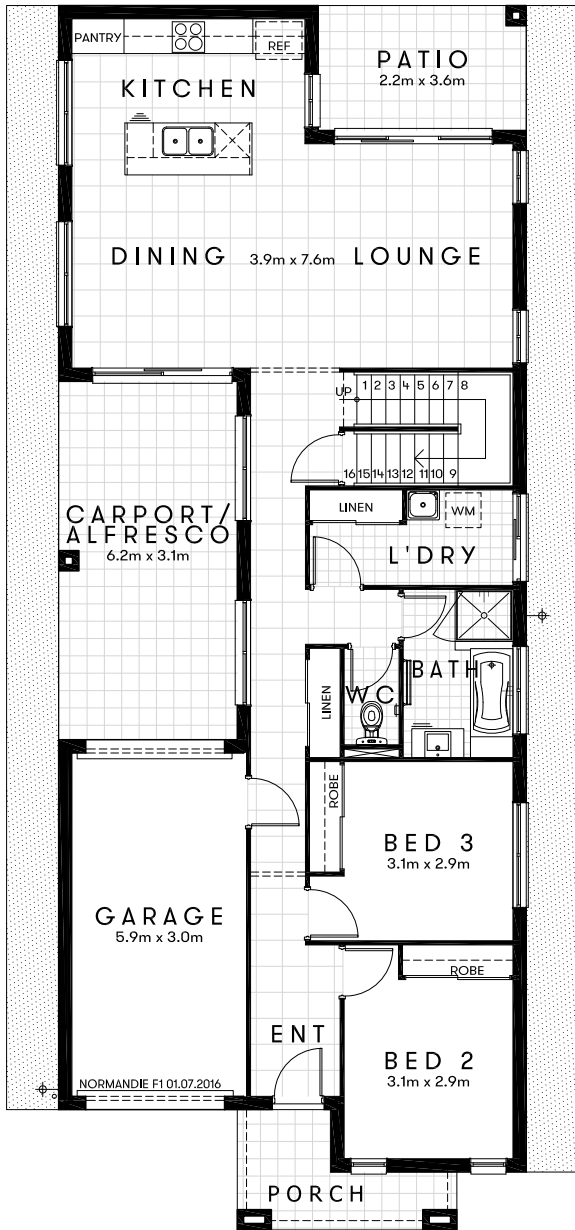 PANTRY
REF
KITCHEN
PATIO
2.2m x 3.6m
DINING 3.9m x 7.6m LOUNGE
UP 1 2 3 4 5 6 7 8
16 15 14 13 12 11 10 9
CARPORT/
ALFRESCO
6.2m x 3.1m
LINEN
WM
L'DRY
BATH
WC
LINEN
ROBE
BED 3
3.1m x 2.9m
GARAGE
5.9m x 3.0m
ROBE
ENT
BED 2
3.1m x 2.9m
NORMANDIE F1 01.07.2016
PORCH